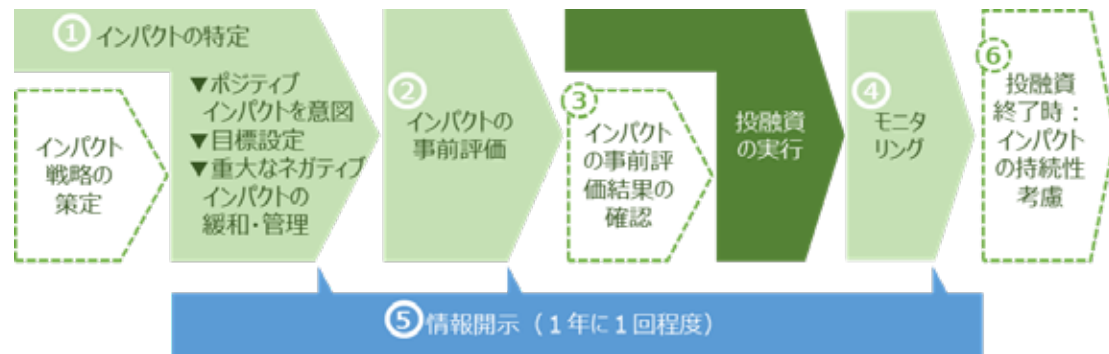 ①インパクトの特定
インパクト
戦略の
策定
▼ポジティブ
インパクトを意図
▼目標設定
▼重大なネガティブ
インパクトの
緩和・管理
②
インパクトの
事前評価
③
インパクト
の事前評
価結果の
確認
投融資
の実行
④
モニタ
リング
⑥
投融資
終了時：
インパクト
の持続性
考慮
⑤情報開示（１年に１回程度）